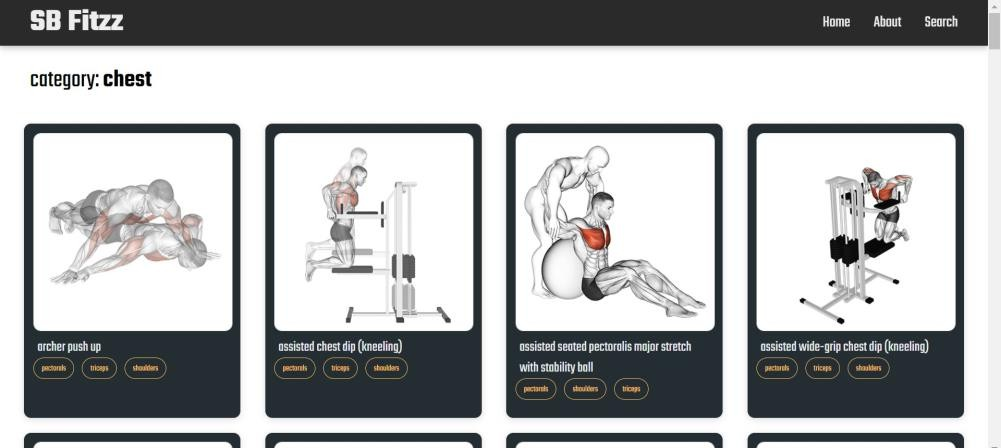 SB Fitzz
Home About Search
category: chest
archer push up
pectorals triceps shoulders
assisted chest dip (kneeling)
pectorals triceps shoulders
assisted seated pectoralis major stretch
with stability ball
pectorals shoulders triceps
assisted wide-grip chest dip (kneeling)
pectorals triceps shoulders